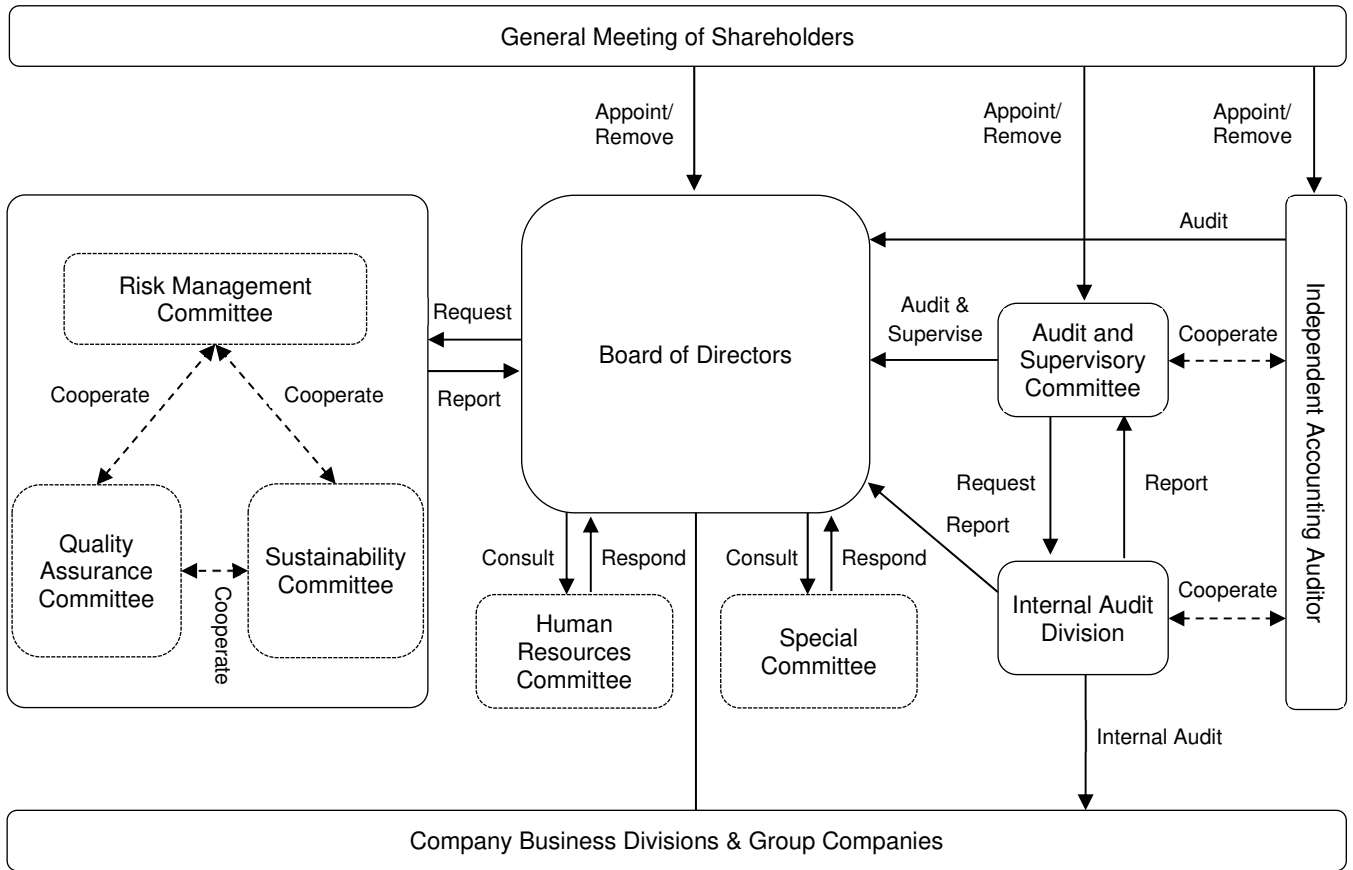 General Meeting of Shareholders
Appoint/
Remove
Appoint/
Remove
Appoint/
Remove
Risk Management
Committee
Cooperate
Cooperate
Quality
Assurance
Committee
Cooperate
Sustainability
Committee
Request
Report
Board of Directors
Audit
Audit &
Supervise
Audit and
Supervisory
Committee
Cooperate
Independent Accounting Auditor
Request
Report
Report
Consult
Respond
Consult
Respond
Human
Resources
Committee
Special
Committee
Internal Audit
Division
Cooperate
Internal Audit
Company Business Divisions & Group Companies